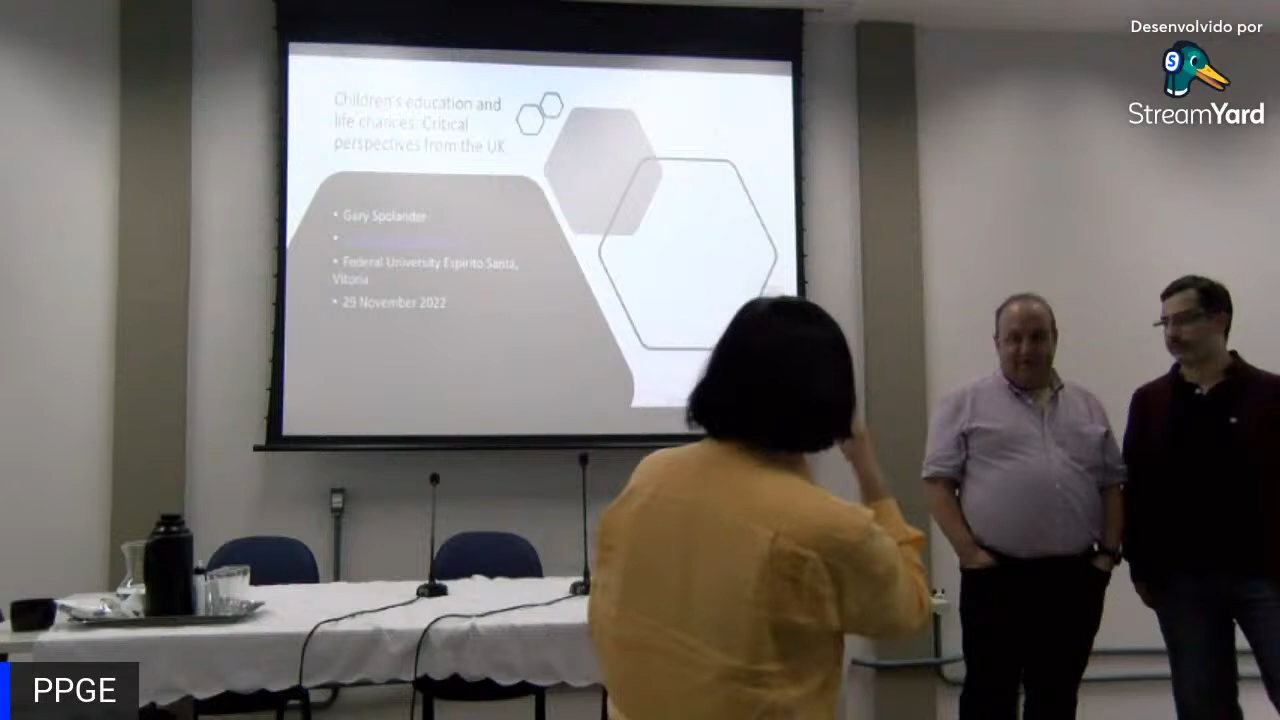 Desenvolvido por
StreamYard
Children's education and
life chances: Critical
perspectives from the UK
• Gary Spolander
•
• Federal University Espirito Santa,
Vitoria
• 29 November 2022
PPGE